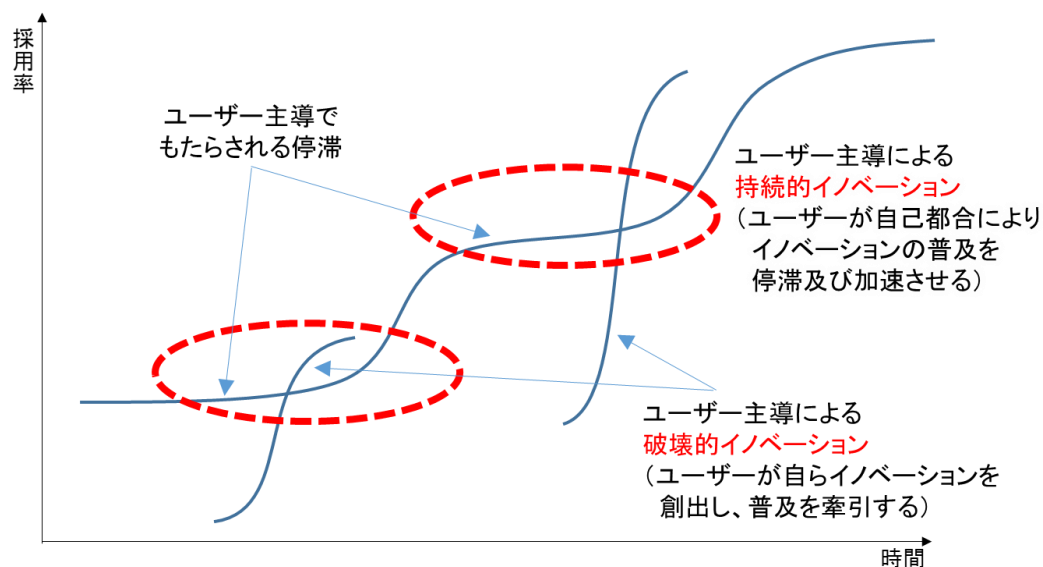 採用率
ユーザー主導で
もたらされる停滞
ユーザー主導による
持続的イノベーション
（ユーザーが自己都合により
イノベーションの普及を
停滞及び加速させる）
ユーザー主導による
破壊的イノベーション
（ユーザーが自らイノベーションを
創出し、普及を牽引する）
時間